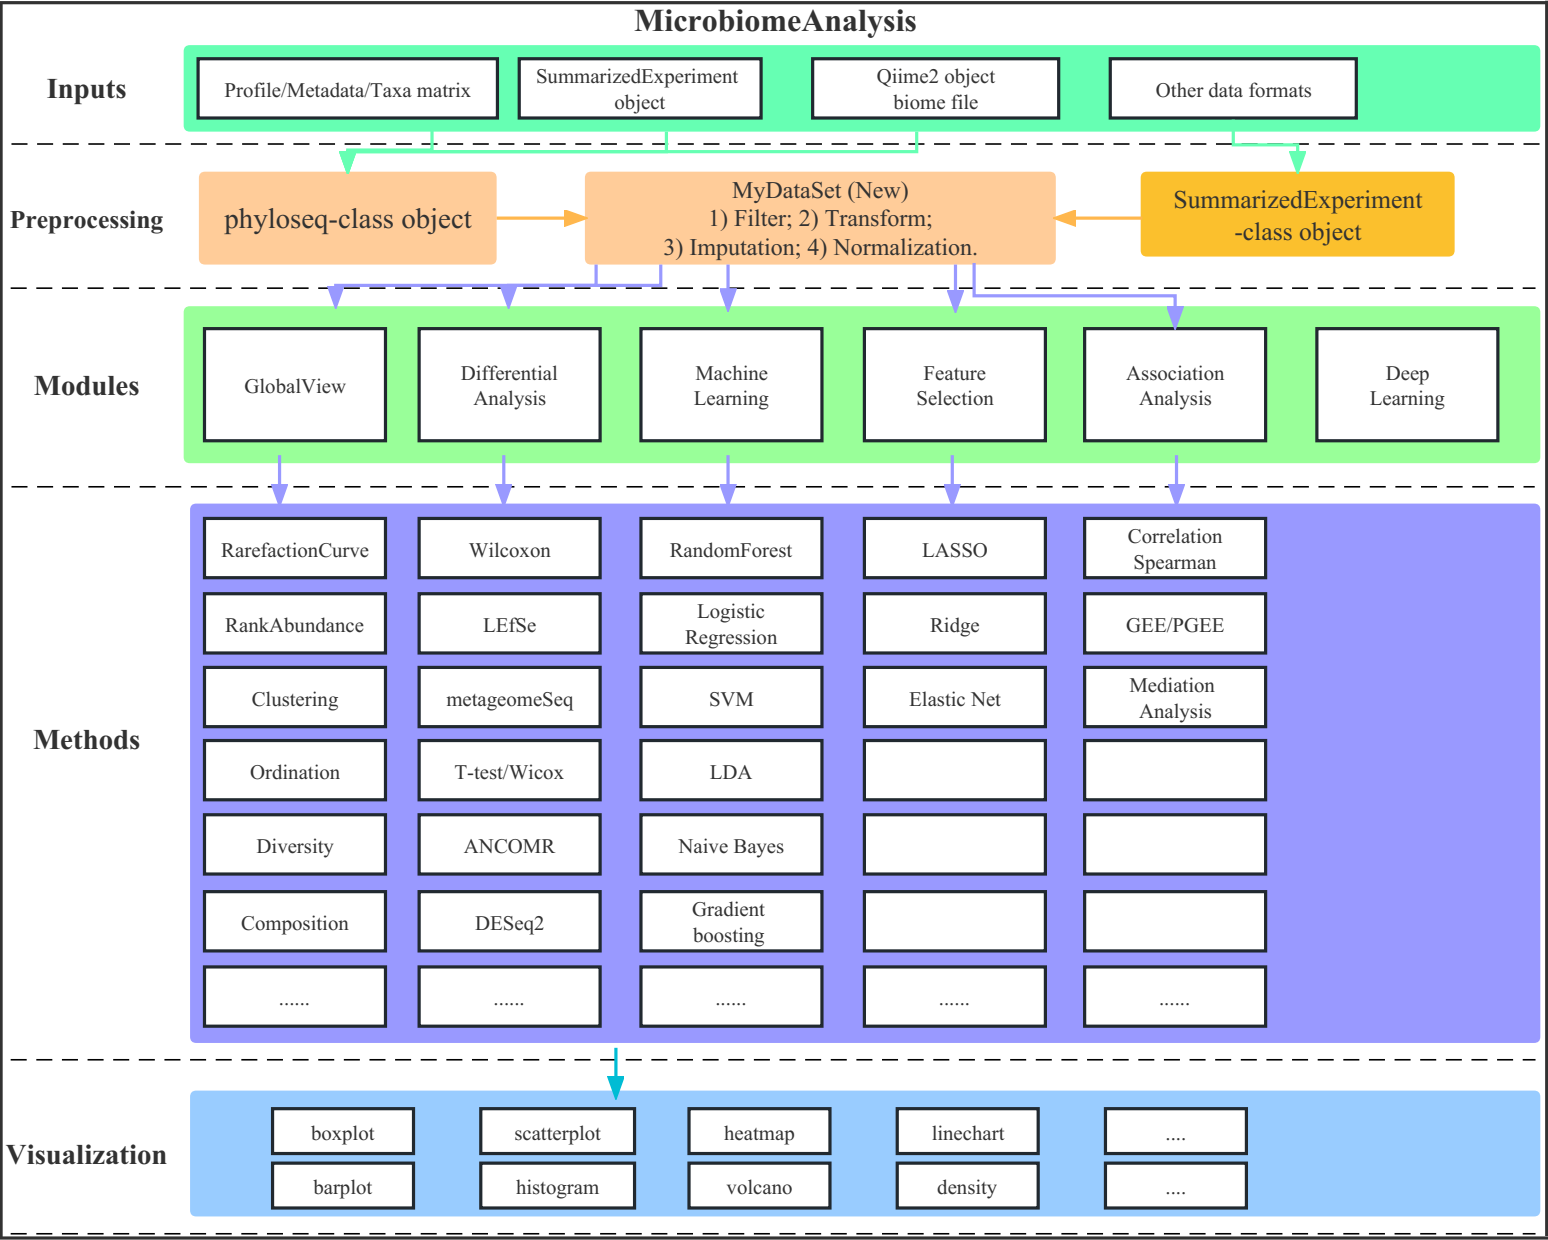 MicrobiomeAnalysis
Inputs
Profile/Metadata/Taxa matrix
SummarizedExperiment
object
Qiime2 object
biome file
Other data formats
Preprocessing
phyloseq-class object
MyDataSet (New)
1) Filter; 2) Transform;
3) Imputation; 4) Normalization.
SummarizedExperiment
-class object
Modules
GlobalView
Differential
Analysis
Machine
Learning
Feature
Selection
Association
Analysis
Deep
Learning
Methods
RarefactionCurve
Wilcoxon
RandomForest
LASSO
Correlation
Spearman
RankAbundance
LEfSe
Logistic
Regression
Ridge
GEE/PGEE
Clustering
metageomeSeq
SVM
Elastic Net
Mediation
Analysis
Ordination
T-test/Wicox
LDA
Diversity
ANCOMR
Naive Bayes
Composition
DESeq2
Gradient
boosting
......
......
......
......
......
Visualization
boxplot
scatterplot
heatmap
linechart
....
barplot
histogram
volcano
density
....